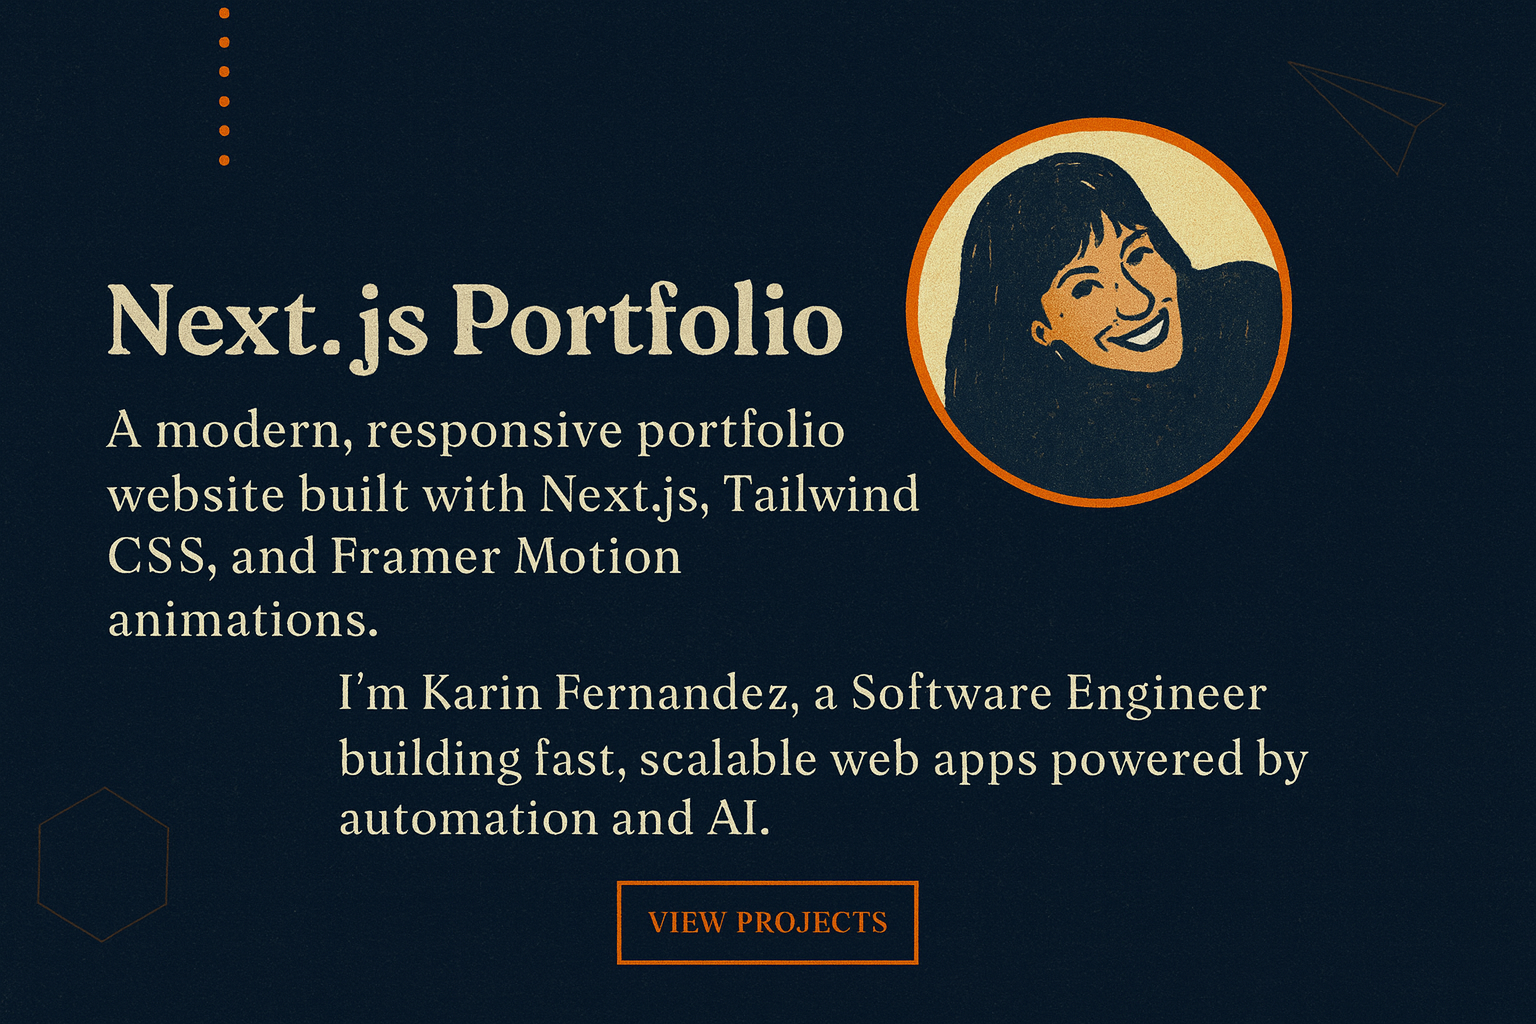 Next.js Portfolio
A modern, responsive portfolio
website built with Next.js, Tailwind
CSS, and Framer Motion
animations.
I’m Karin Fernandez, a Software Engineer
building fast, scalable web apps powered by
automation and AI.
VIEW PROJECTS